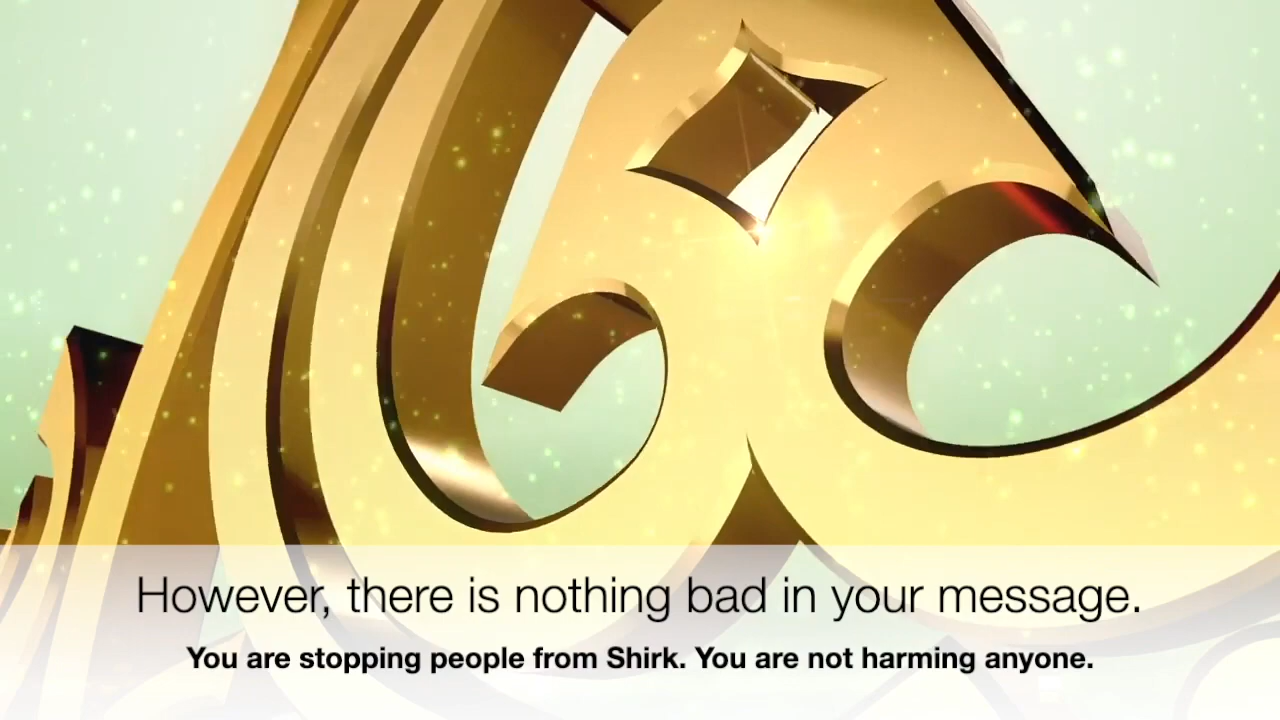 However, there is nothing bad in your message.
You are stopping people from Shirk. You are not harming anyone.